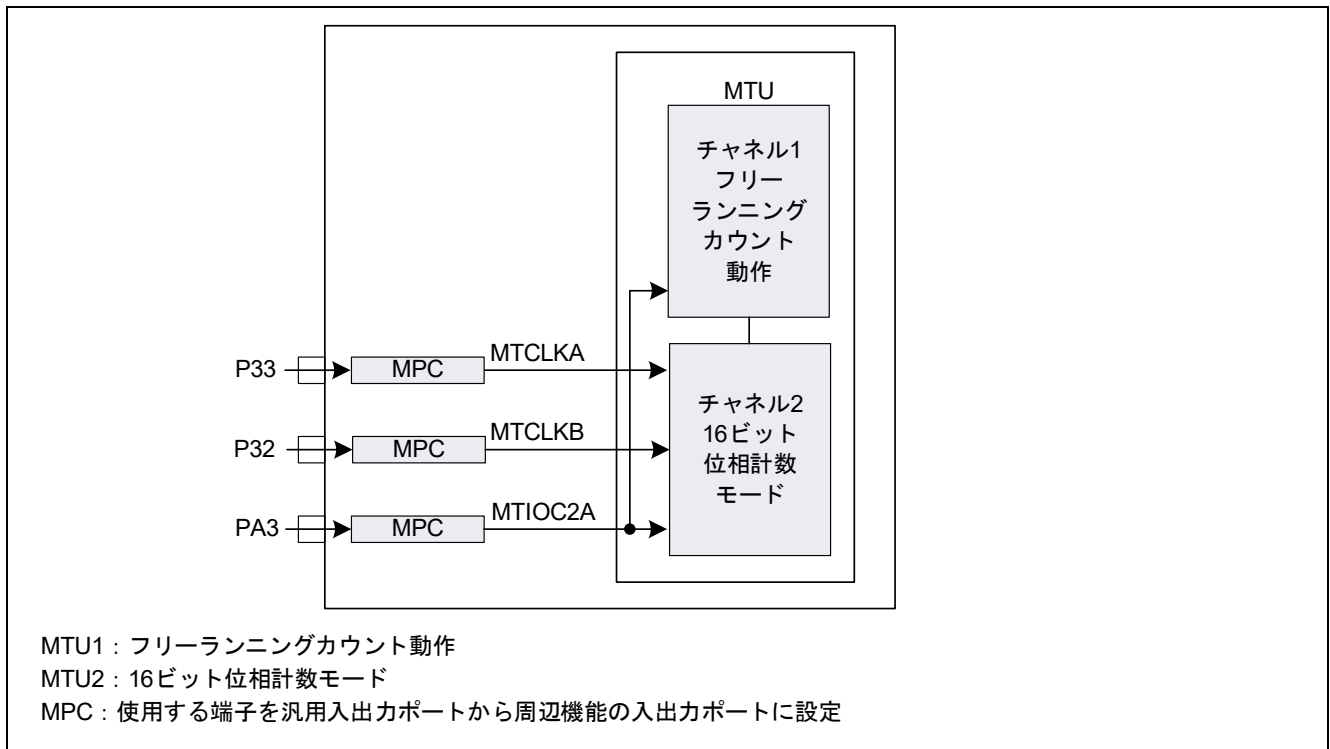 MTU
チャネル1
フリー
ランニング
カウント
動作
P33
MPC
MTCLKA
P32
MPC
MTCLKB
PA3
MPC
MTIOC2A
チャネル2
16ビット
位相計数
モード
MTU1：フリーランニングカウント動作
MTU2：16ビット位相計数モード
MPC：使用する端子を汎用入出力ポートから周辺機能の入出力ポートに設定